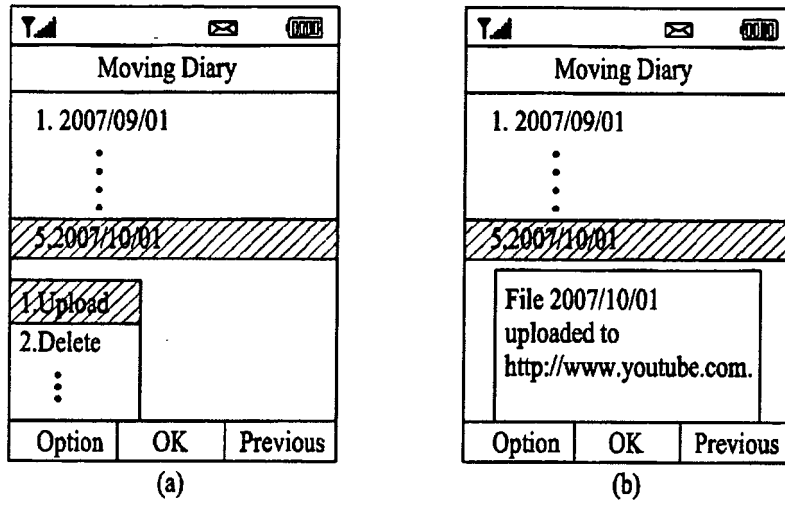 Moving Diary
1. 2007/09/01
5.2007/10/01
1.Upload
2.Delete
Option OK Previous
(a)
Moving Diary
1. 2007/09/01
5.2007/10/01
File 2007/10/01
uploaded to
http://www.youtube.com.
Option OK Previous
(b)